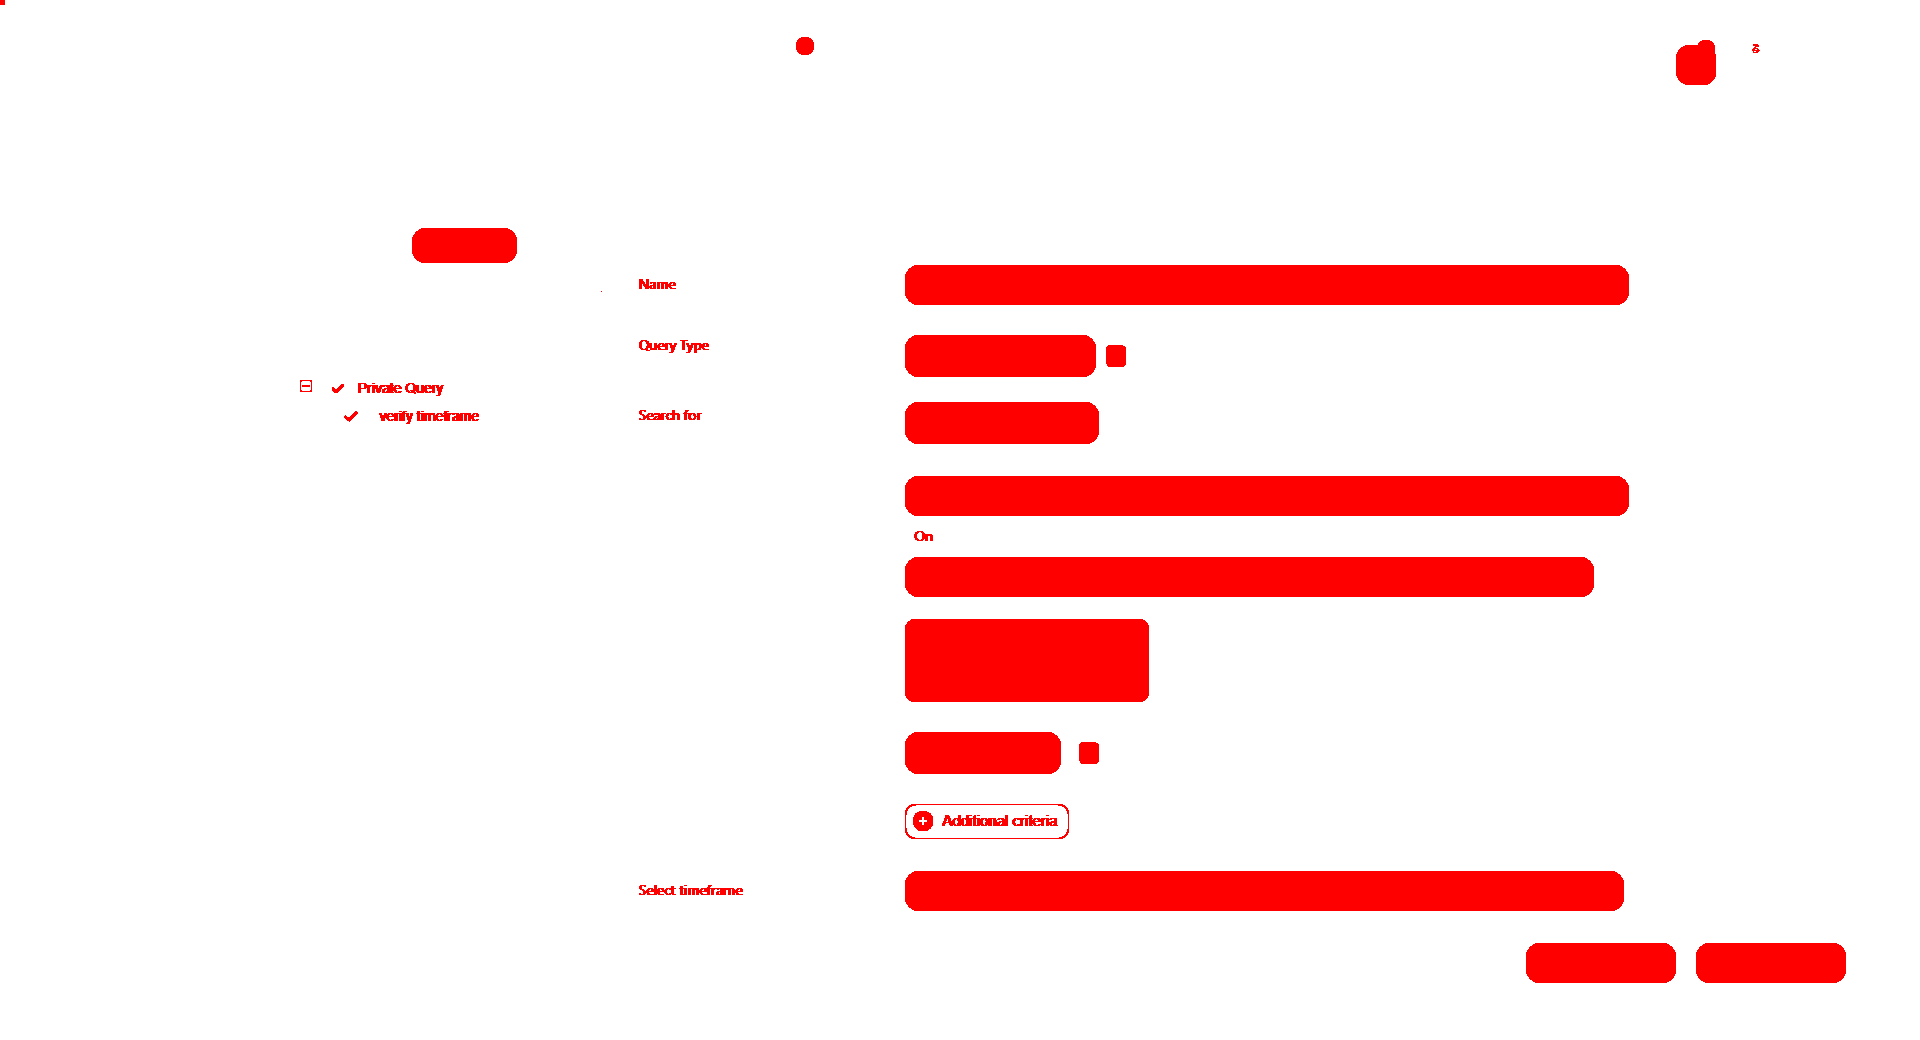 Name
Query Type
Private Query
verify timeframe
Search for
On
Additional criteria
Select timeframe